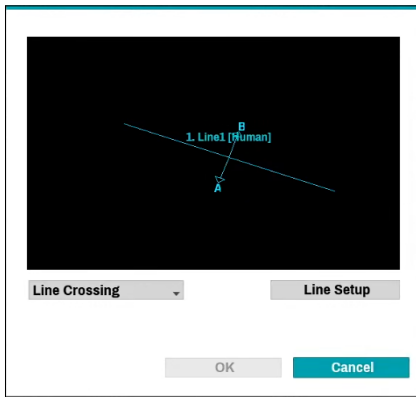 B
1. Line1 [Human]
A
Line Crossing
Line Setup
OK
Cancel